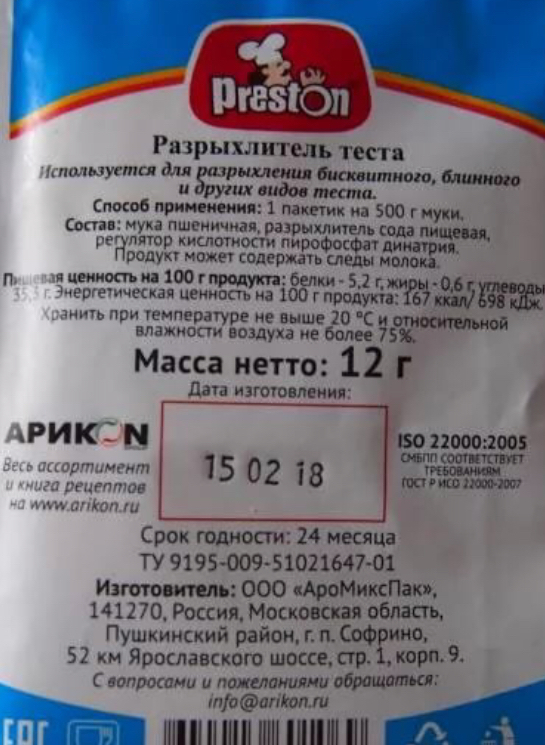 Preston
Разрыхлитель теста
Используется для разрыхления бисквитного, блинного
и других видов теста.
Способ применения: 1 пакетик на 500 г муки.
Состав: мука пшеничная, разрыхлитель сода пищевая,
регулятор кислотности пирофосфат динатрия.
Продукт может содержать следы молока.
Пищевая ценность на 100 г продукта: белки - 5,2 г, жиры - 0,6 г, углеводы
35,3 г. Энергетическая ценность на 100 г продукта: 167 ккал/ 698 кДж.
Хранить при температуре не выше 20 °С и относительной
влажности воздуха не более 75%.
Масса нетто: 12 г
Дата изготовления:
15 02 18
АРИКОN
Весь ассортимент
и книга рецептов
на www.arikon.ru
ISO 22000:2005
СМБПП СООТВЕТСТВУЕТ
ТРЕБОВАНИЯМ
ГОСТ Р ИСО 22000-2007
Срок годности: 24 месяца
ТУ 9195-009-51021647-01
Изготовитель: ООО «АроМиксПак»,
141270, Россия, Московская область,
Пушкинский район, г. п. Софрино,
52 км Ярославского шоссе, стр. 1, корп. 9.
С вопросами и пожеланиями обращаться:
info@arikon.ru
EAC